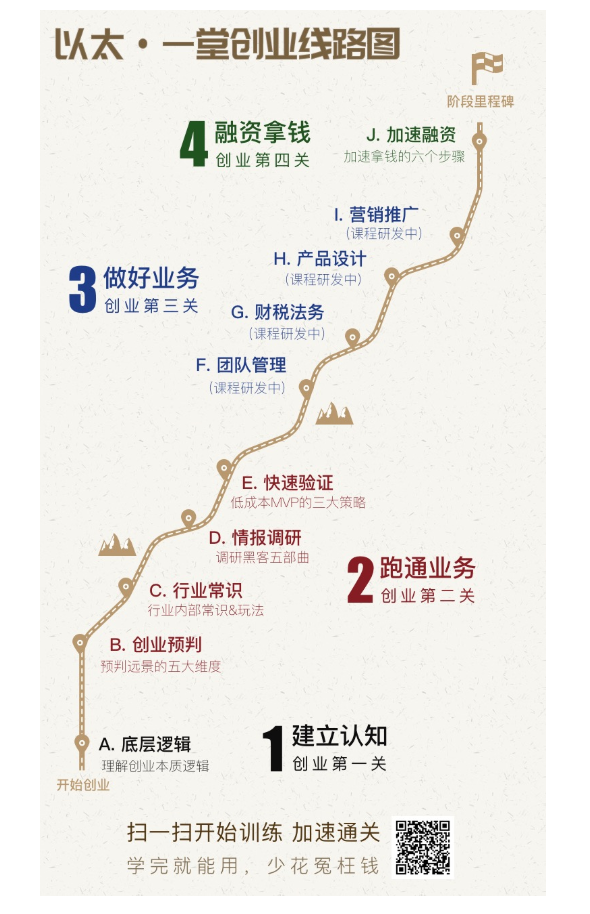 以太·一堂创业线路图
阶段里程碑
4 融资拿钱
创业第四关
J. 加速融资
加速拿钱的六个步骤
I. 营销推广
(课程研发中)
H. 产品设计
(课程研发中)
3 做好业务
创业第三关
G. 财税法务
(课程研发中)
F. 团队管理
(课程研发中)
E. 快速验证
低成本MVP的三大策略
D. 情报调研
调研黑客五部曲
2 跑通业务
创业第二关
C. 行业常识
行业内部常识&玩法
B. 创业预判
预判远景的五大维度
A. 底层逻辑
理解创业本质逻辑
1 建立认知
创业第一关
开始创业
扫一扫开始训练 加速通关
学完就能用，少花冤枉钱